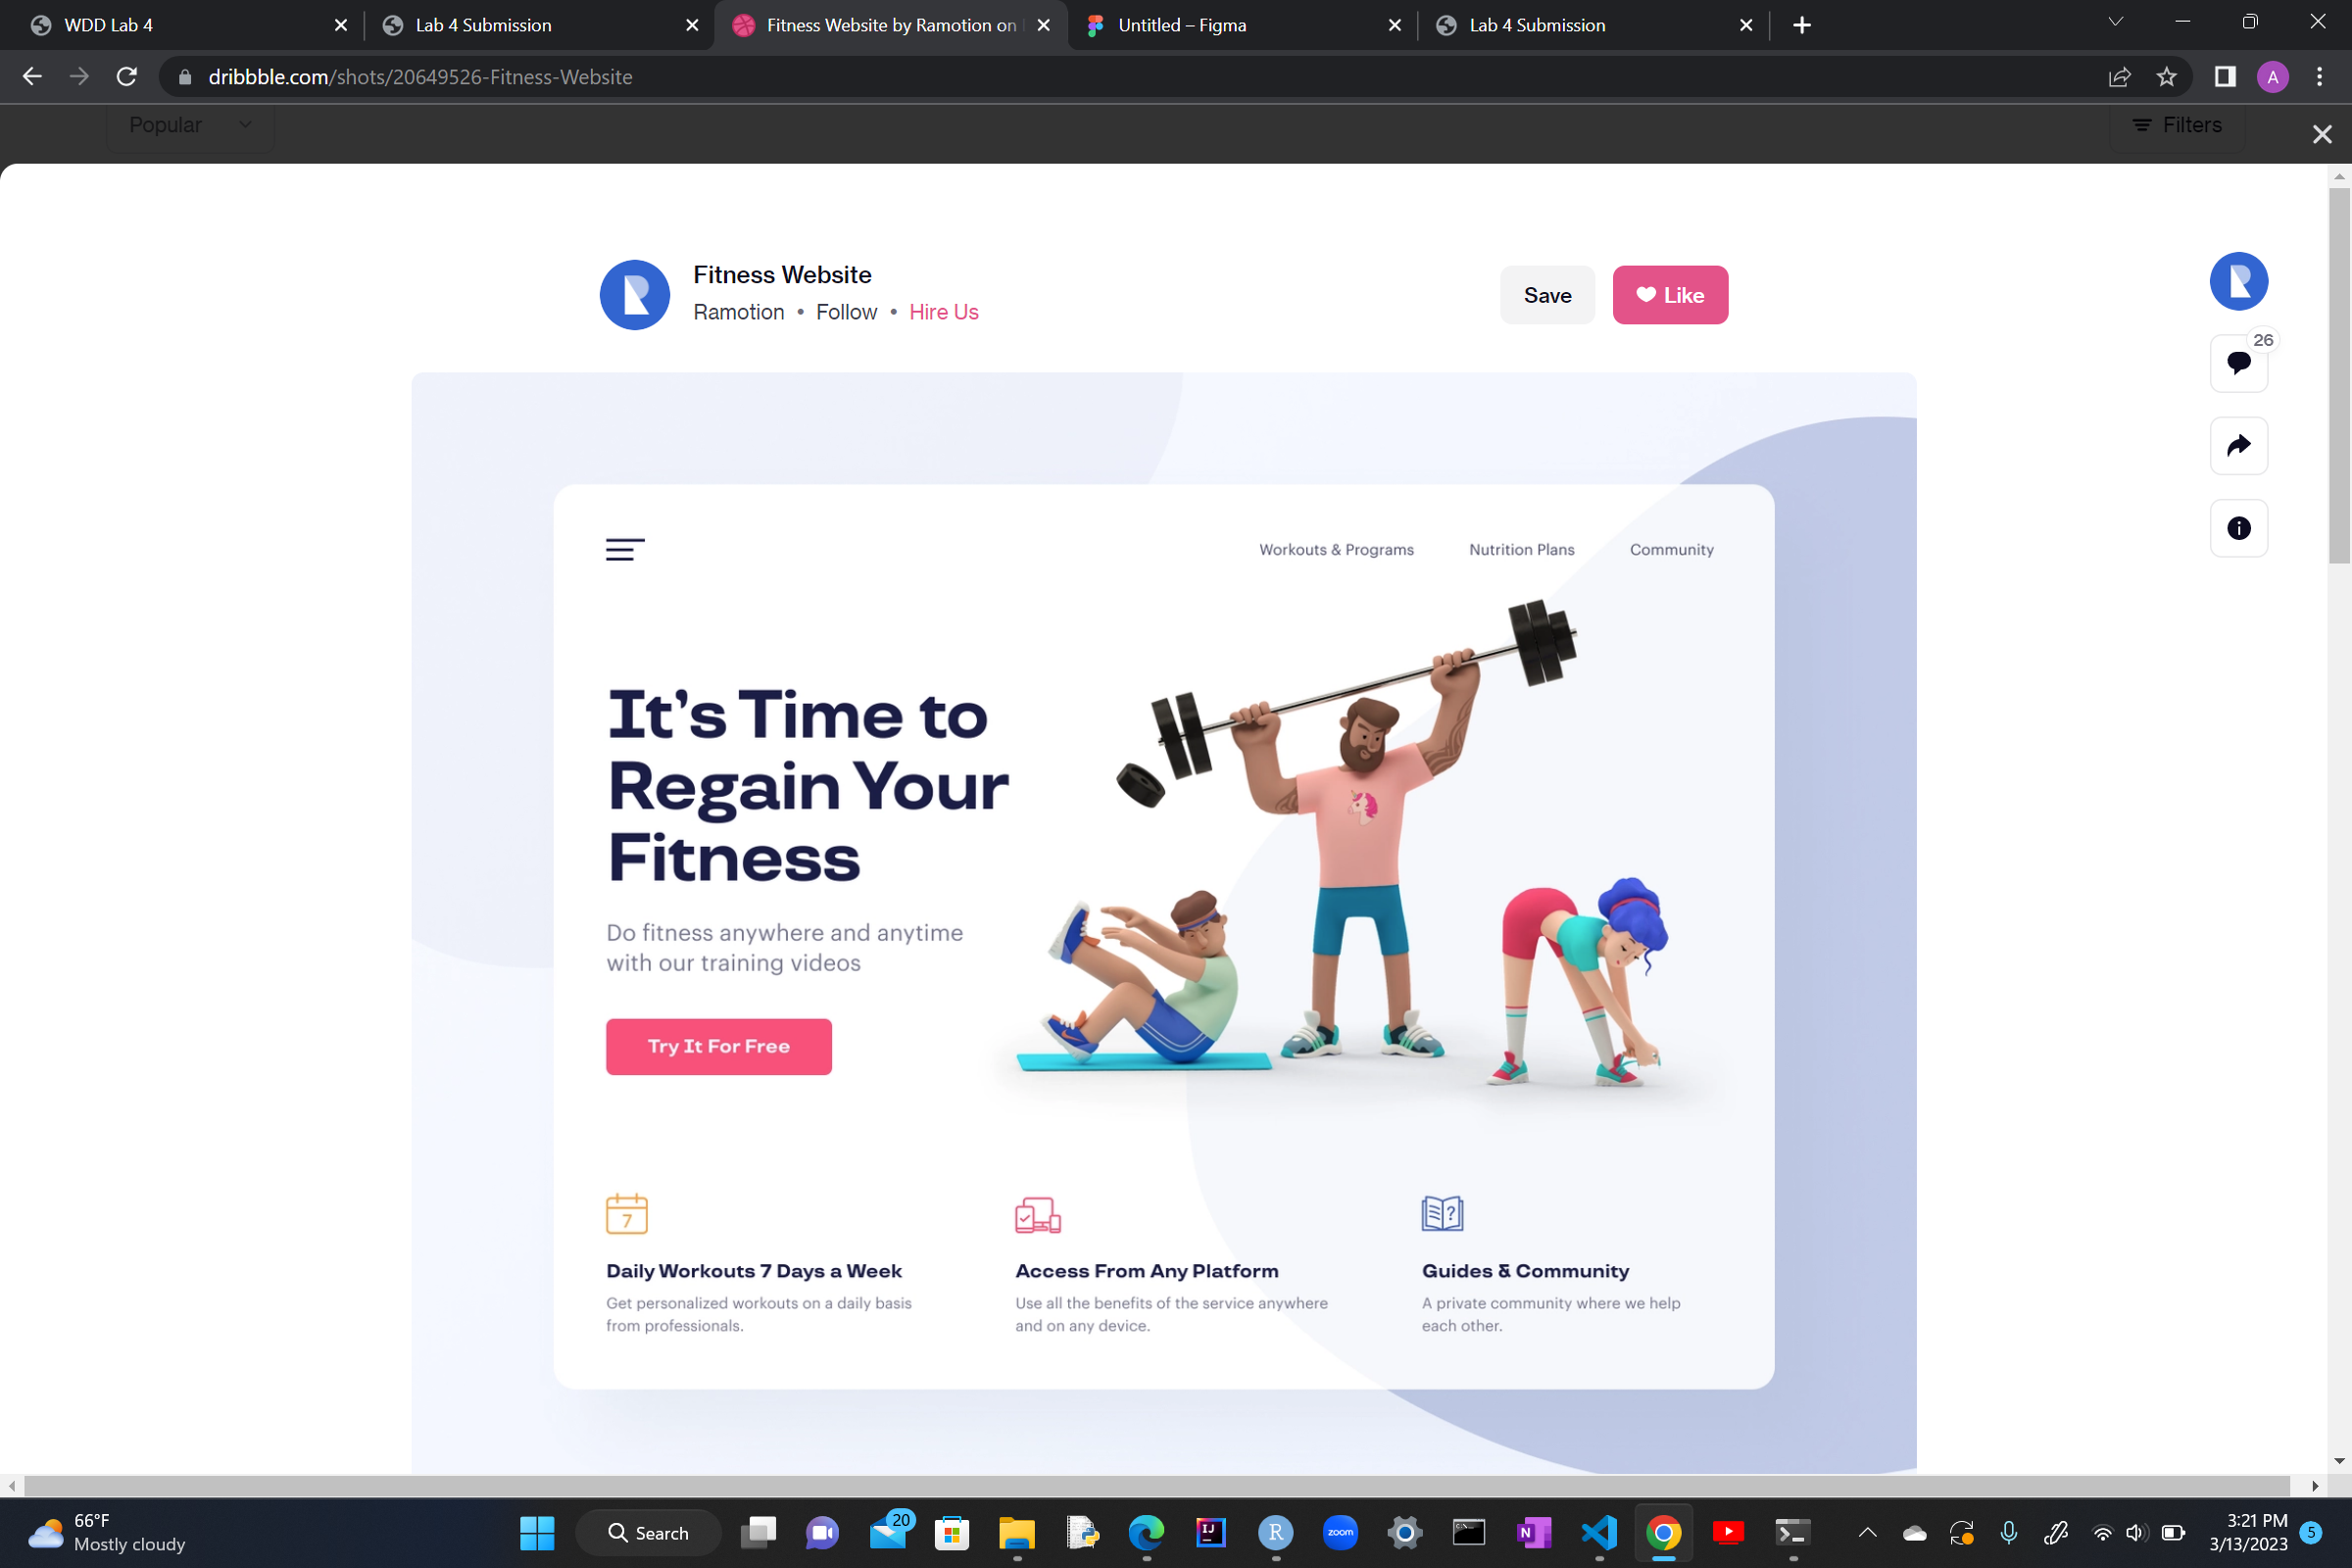 WDD Lab 4
Lab 4 Submission
Fitness Website by Ramotion on
Untitled – Figma
Lab 4 Submission
dribbble.com/shots/20649526-Fitness-Website
A
Popular
Filters
Fitness Website
Ramotion • Follow • Hire Us
Save
Like
26
Workouts & Programs
Nutrition Plans
Community
It's Time to
Regain Your
Fitness
Do fitness anywhere and anytime
with our training videos
Try It For Free
7
?
Daily Workouts 7 Days a Week
Get personalized workouts on a daily basis
from professionals.
Access From Any Platform
Use all the benefits of the service anywhere
and on any device.
Guides & Community
A private community where we help
each other.
66°F
Mostly cloudy
Search
20
IJ
R
zoom
N
3:21 PM
3/13/2023
5